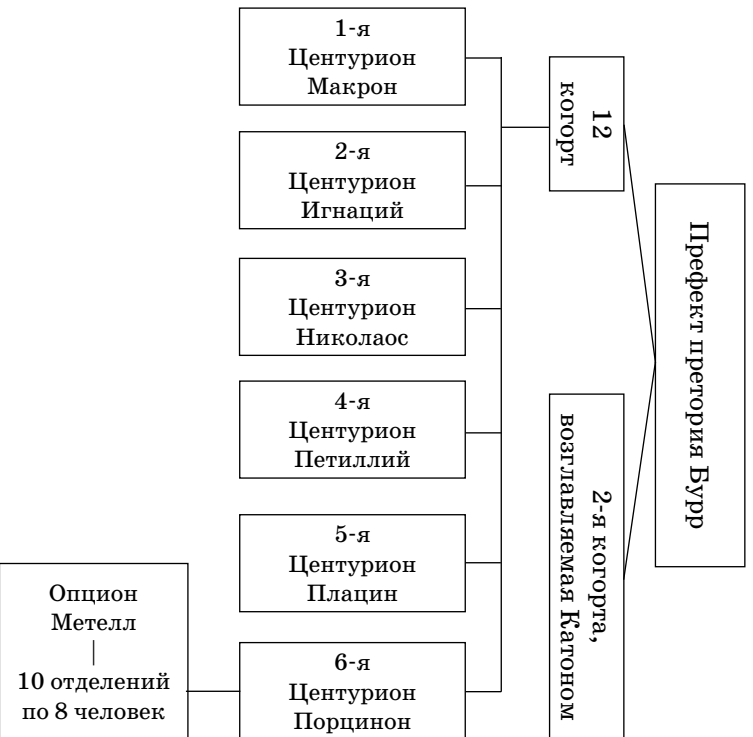 1-я
Центурион
Макрон
2-я
Центурион
Игнаций
3-я
Центурион
Николаос
4-я
Центурион
Петиллий
5-я
Центурион
Плацин
6-я
Центурион
Порцинон
Опцион
Метелл
10 отделений
по 8 человек
12
когорт
2-я когорта,
возглавляемая Катоном
Префект претория Бурр